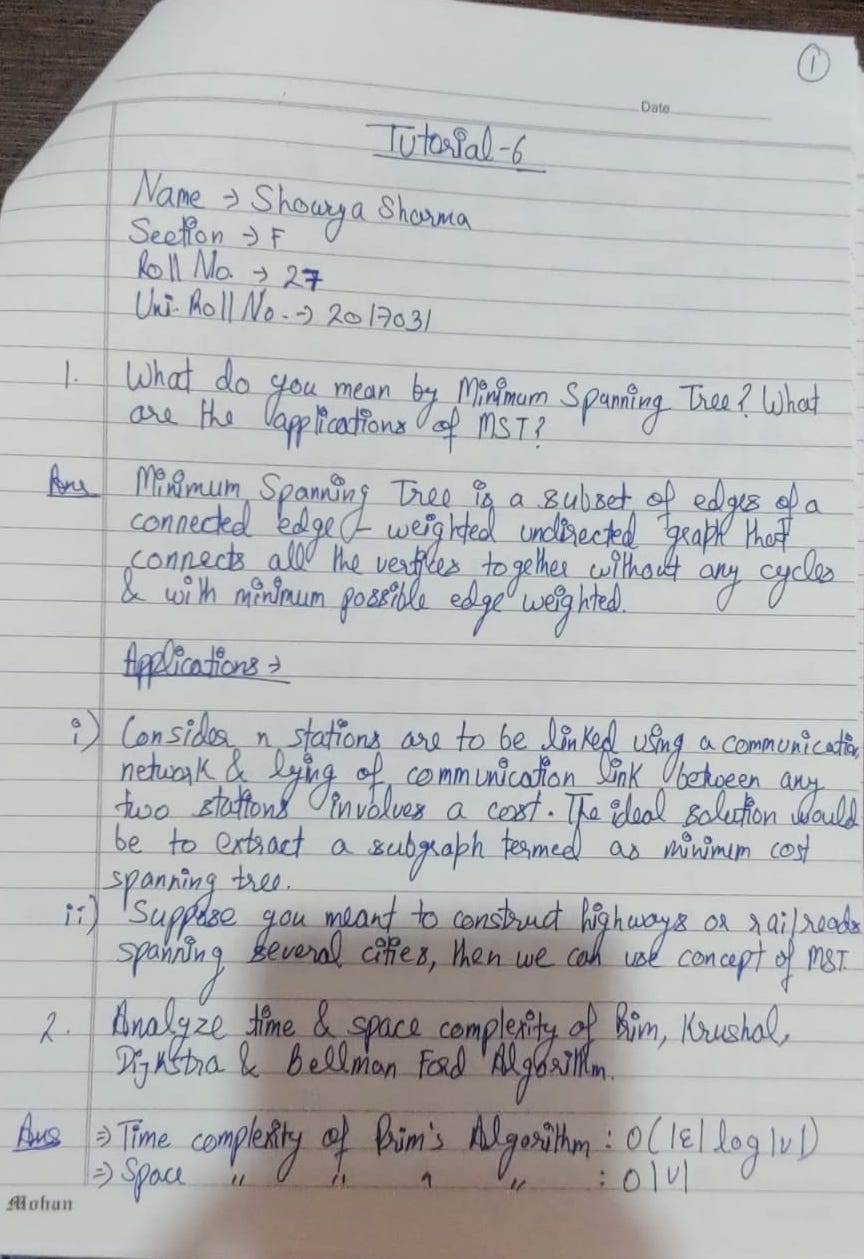 1
Date
Tutorial-6
Name → Shourya Sharma
Section → F
Roll No. → 27
Uni. Roll No. → 2017031
1. What do you mean by Minimum Spanning Tree? What
are the applications of MST?
Ans Minimum Spanning Tree is a subset of edges of a
connected edge - weighted undirected graph that
connects all the vertices together without any cycles
& with minimum possible edge weighted.
Applications →
i) Consider n stations are to be linked using a communication
network & lying of communication link between any
two stations involves a cost. The ideal solution would
be to extract a subgraph termed as minimum cost
spanning tree.
ii) Suppose you meant to construct highways or railroads
spanning several cities, then we can use concept of MST
2. Analyze time & space complexity of Prim, Krushal,
Dijkstra & Bellman Ford Algorithm.
Ans ⇒ Time complexity of Prim's Algorithm : O(|E| log |V|)
⇒ Space " " " " : O|V|
Mohan